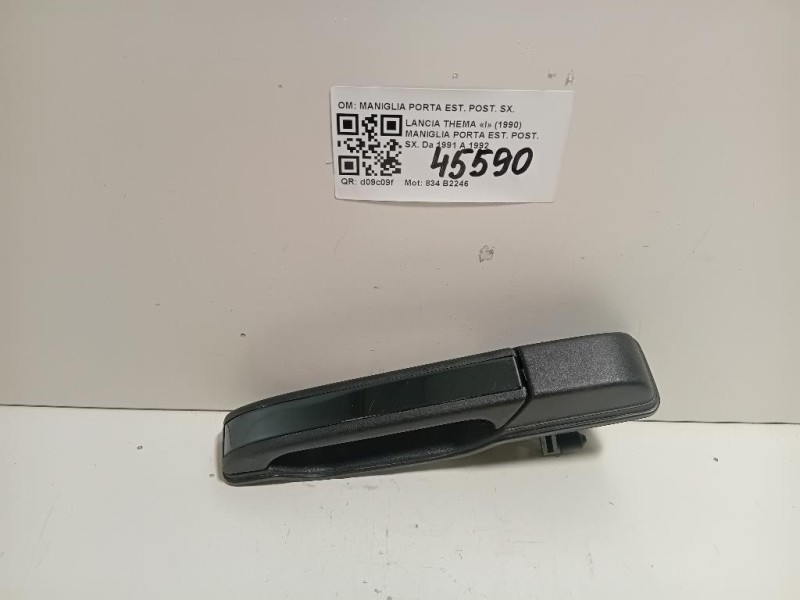 OM: MANIGLIA PORTA EST. POST. SX.
LANCIA THEMA «I» (1990)
MANIGLIA PORTA EST. POST.
SX. Da 1991 A 1992
45590
QR: d09c09f Mot: 834 B2246